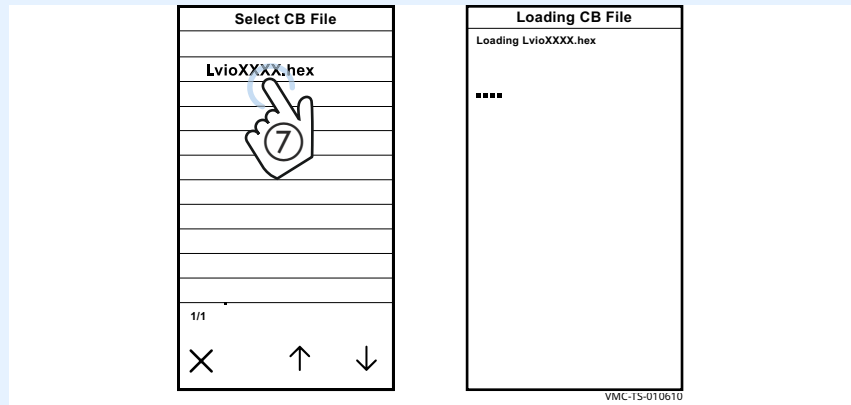 Select CB File
LvioXXXX.hex
7
1/1
Loading CB File
Loading LvioXXXX.hex
VMC-TS-010610